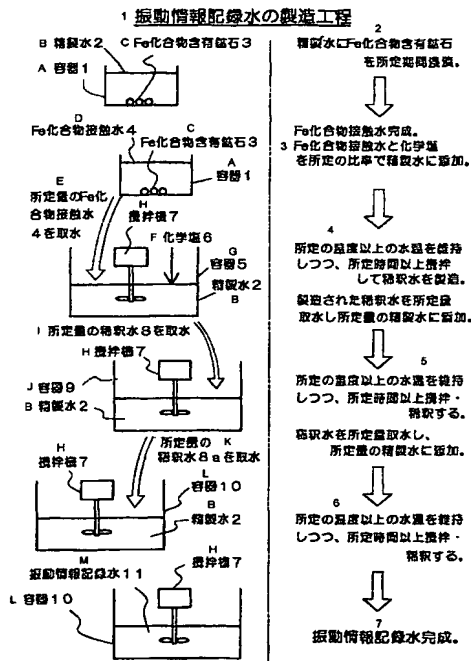 1 振動情報記録水の製造工程
B 精製水2
C Fe化合物含有鉱石3
A 容器1
D
Fe化合物接触水4
C
Fe化合物含有鉱石3
A
容器1
E
所定量のFe化
合物接触水
4を取水
H
攪拌機7
F 化学塩6
G
容器5
精製水2
B
I 所定量の稀釈水8を取水
H 攪拌機7
J 容器9
B 精製水2
所定量の K
稀釈水8aを取水
H
攪拌機7
L
容器10
B
精製水2
M
振動情報記録水11
H
攪拌機7
L 容器10
2
精製水にFe化合物含有鉱石
を所定期間浸漬。
Fe化合物接触水完成。
3 Fe化合物接触水と化学塩
を所定の比率で精製水に添加。
4
所定の温度以上の水温を維持
しつつ、所定時間以上攪拌
して稀釈水を製造。
製造された稀釈水を所定量
取水し所定量の精製水に添加。
5
所定の温度以上の水温を維持
しつつ、所定時間以上攪拌・
稀釈する。
稀釈水を所定量取水し、
所定量の精製水に添加。
6
所定の温度以上の水温を維持
しつつ、所定時間以上攪拌・
稀釈する。
7
振動情報記録水完成。